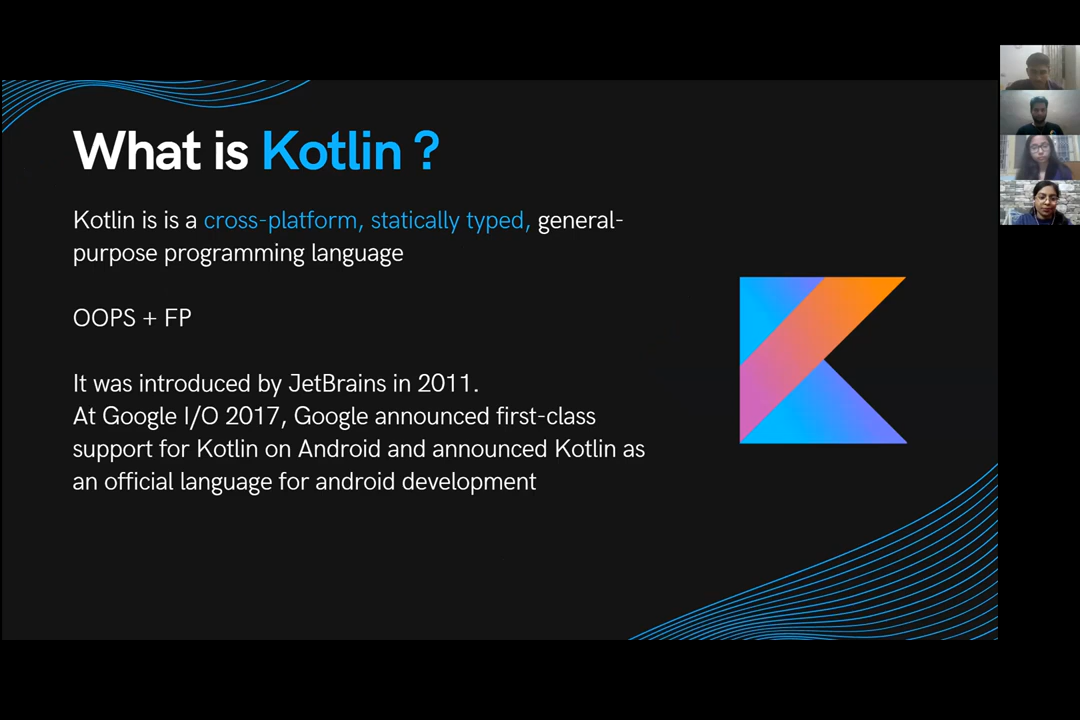 What is Kotlin ?
Kotlin is is a cross-platform, statically typed, general-
purpose programming language
OOPS + FP
It was introduced by JetBrains in 2011.
At Google I/O 2017, Google announced first-class
support for Kotlin on Android and announced Kotlin as
an official language for android development